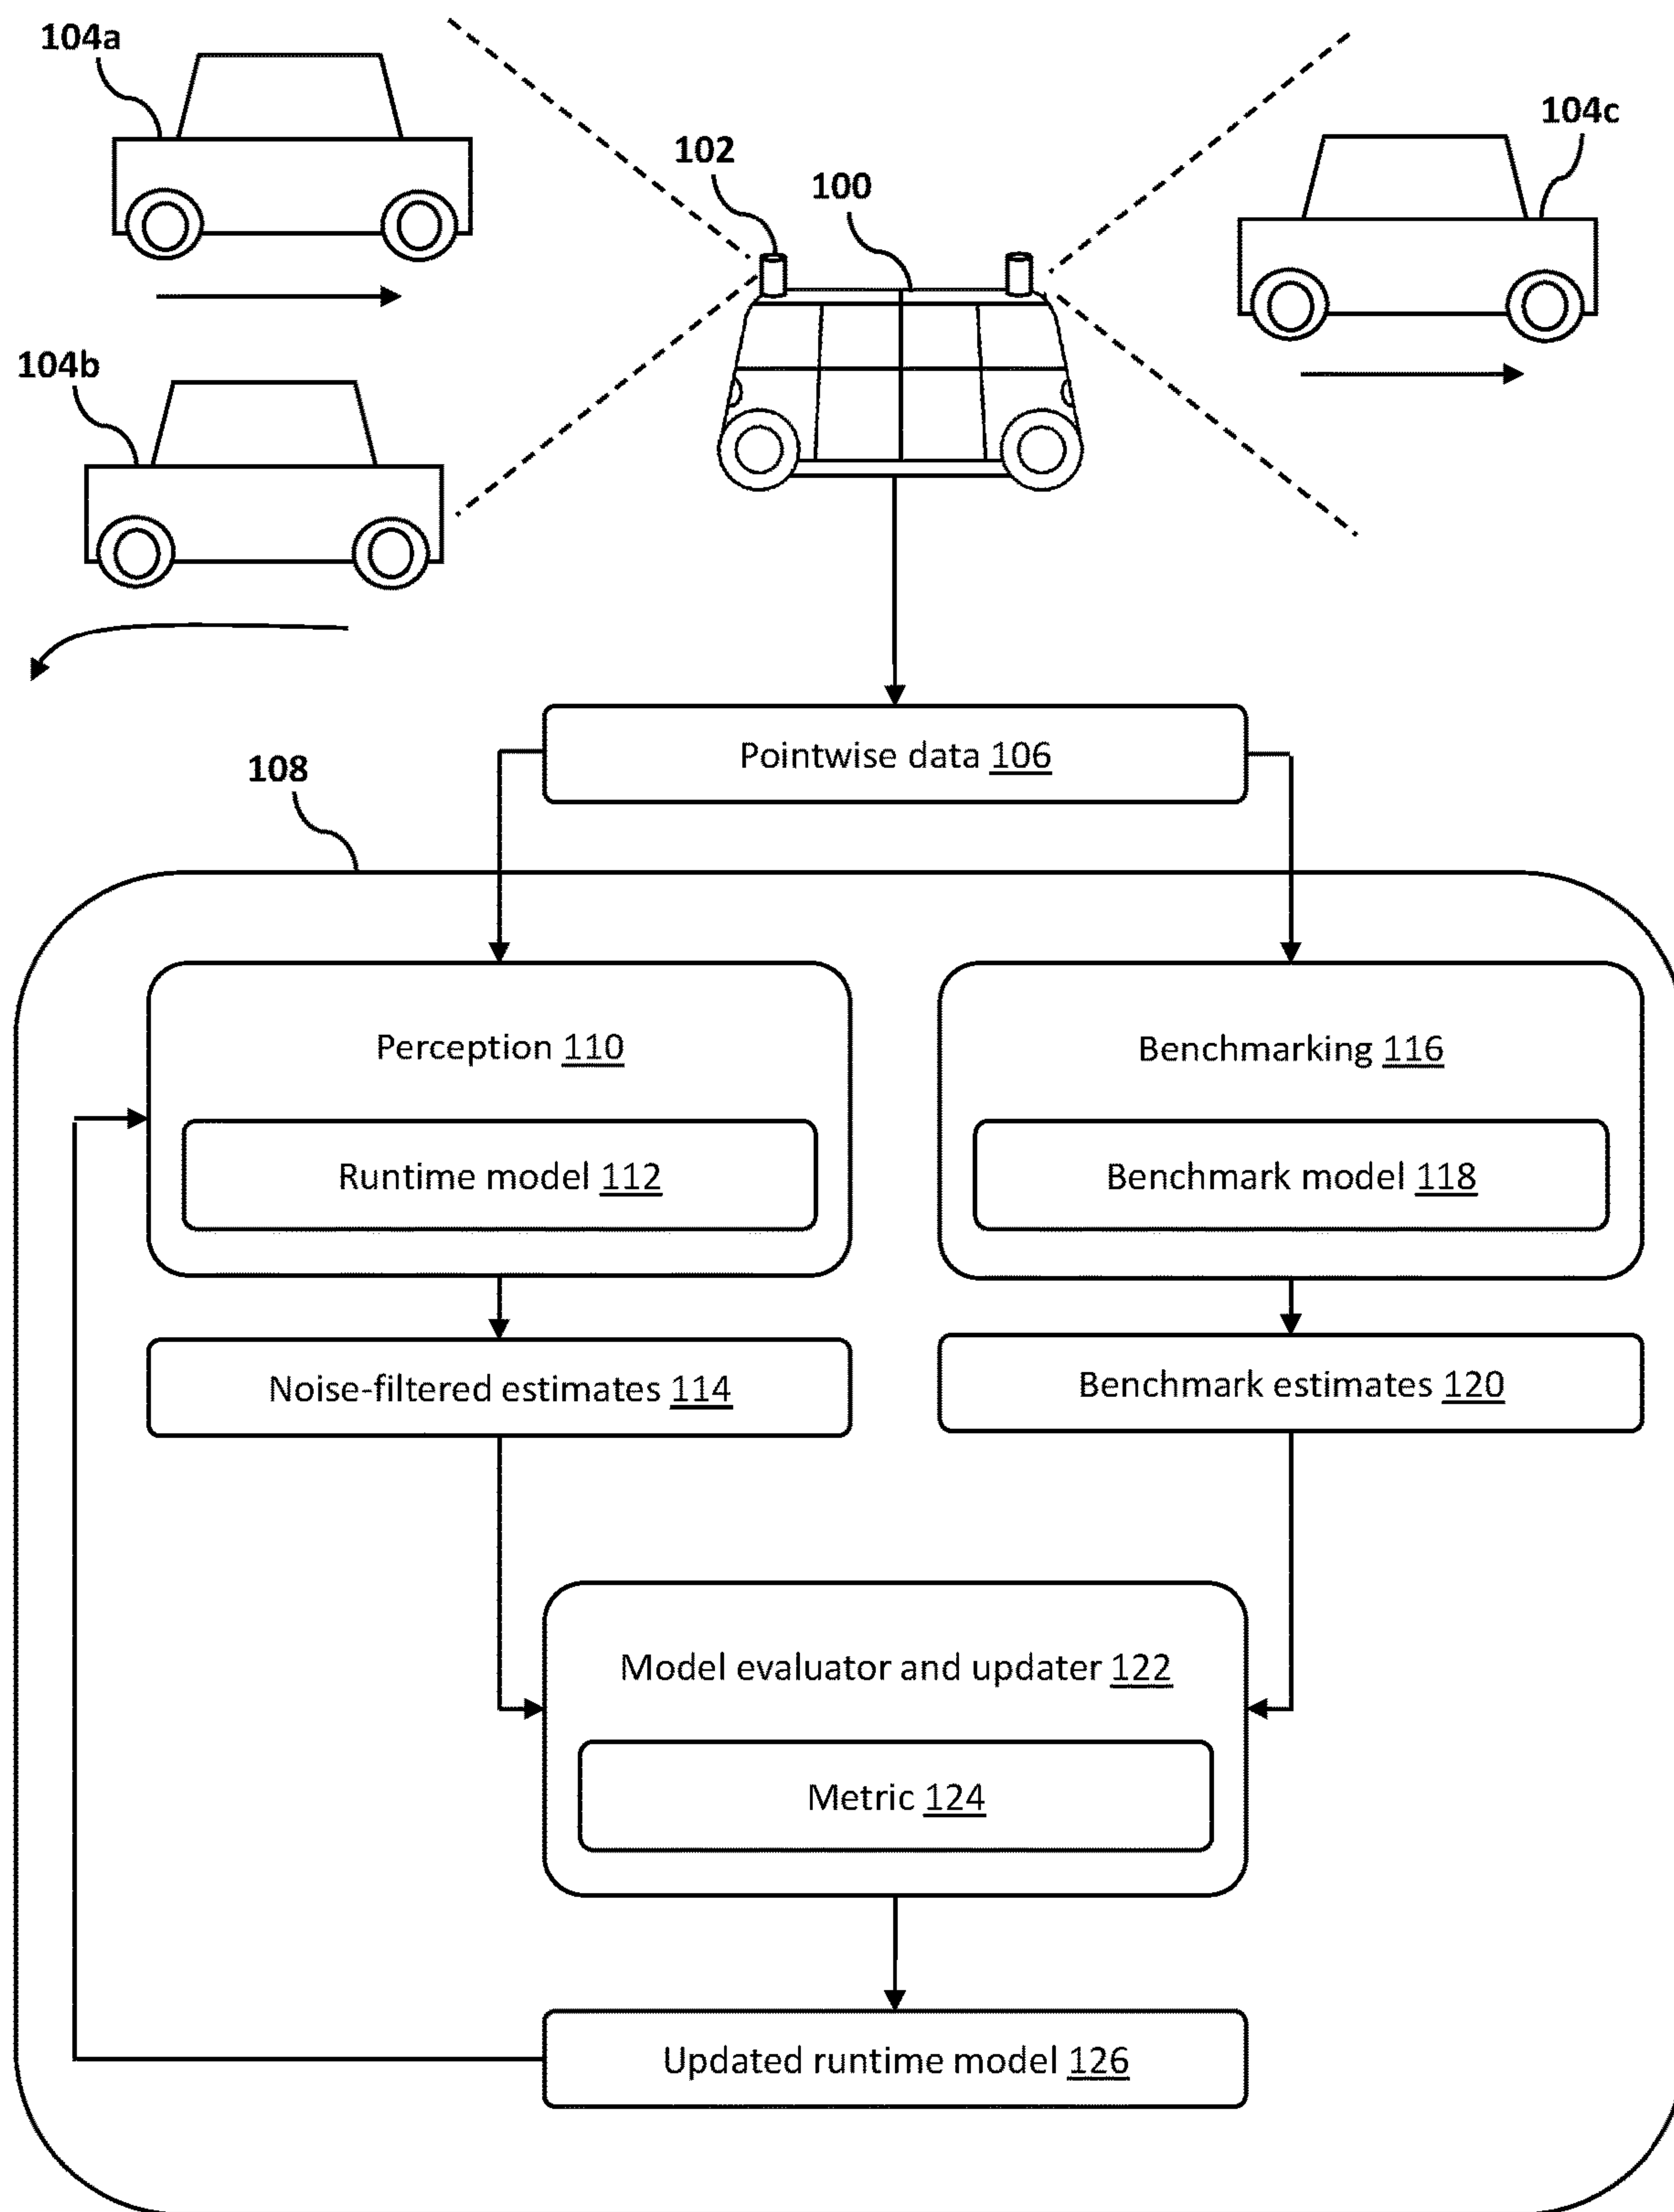 104a
104c
102
100
104b
Pointwise data 106
108
Perception 110
Benchmarking 116
Runtime model 112
Benchmark model 118
Noise-filtered estimates 114
Benchmark estimates 120
Model evaluator and updater 122
Metric 124
Updated runtime model 126